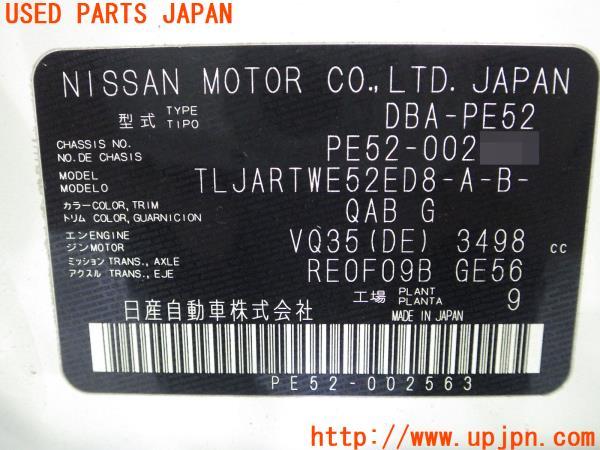 USED PARTS JAPAN
NISSAN MOTOR CO.,LTD. JAPAN
型式 TYPE TIPO DBA-PE52
CHASSIS NO. NO. DE CHASIS PE52-002
MODEL MODELO TLJARTWE52ED8-A-B-
カラー COLOR, TRIM トリム COLOR, GUARNICION QAB G
エンENGINE ジンMOTOR VQ35(DE) 3498 cc
ミッション TRANS., AXLE アクスル TRANS., EJE RE0F09B GE56
工場 PLANT PLANTA 9
日産自動車株式会社 MADE IN JAPAN
PE52-002563
http://www.upjpn.com/